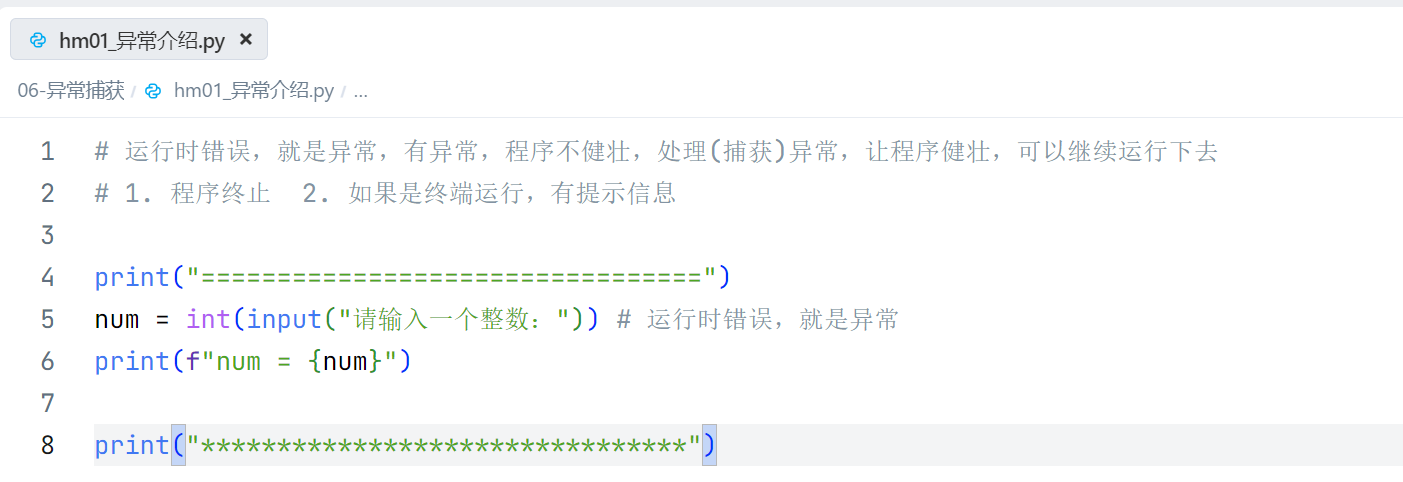 hm01_异常介绍.py ×
06-异常捕获 / hm01_异常介绍.py / ...
1 # 运行时错误，就是异常，有异常，程序不健壮，处理(捕获)异常，让程序健壮，可以继续运行下去
2 # 1. 程序终止  2. 如果是终端运行，有提示信息
3
4 print("=================================")
5 num = int(input("请输入一个整数：")) # 运行时错误，就是异常
6 print(f"num = {num}")
7
8 print("********************************")